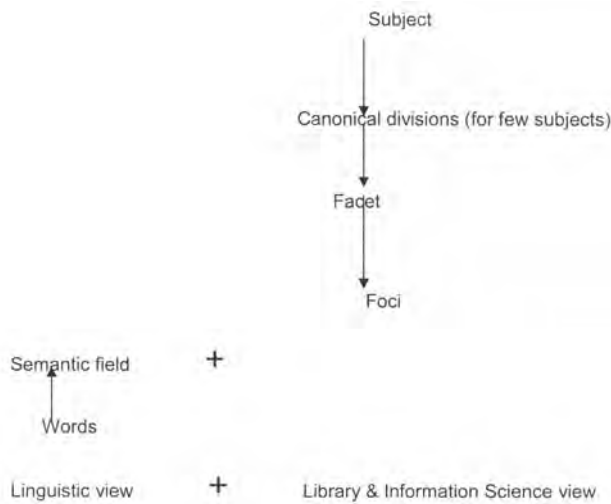 Subject
Canonical divisions (for few subjects)
Facet
Foci
Semantic field +
Words
Linguistic view + Library & Information Science view